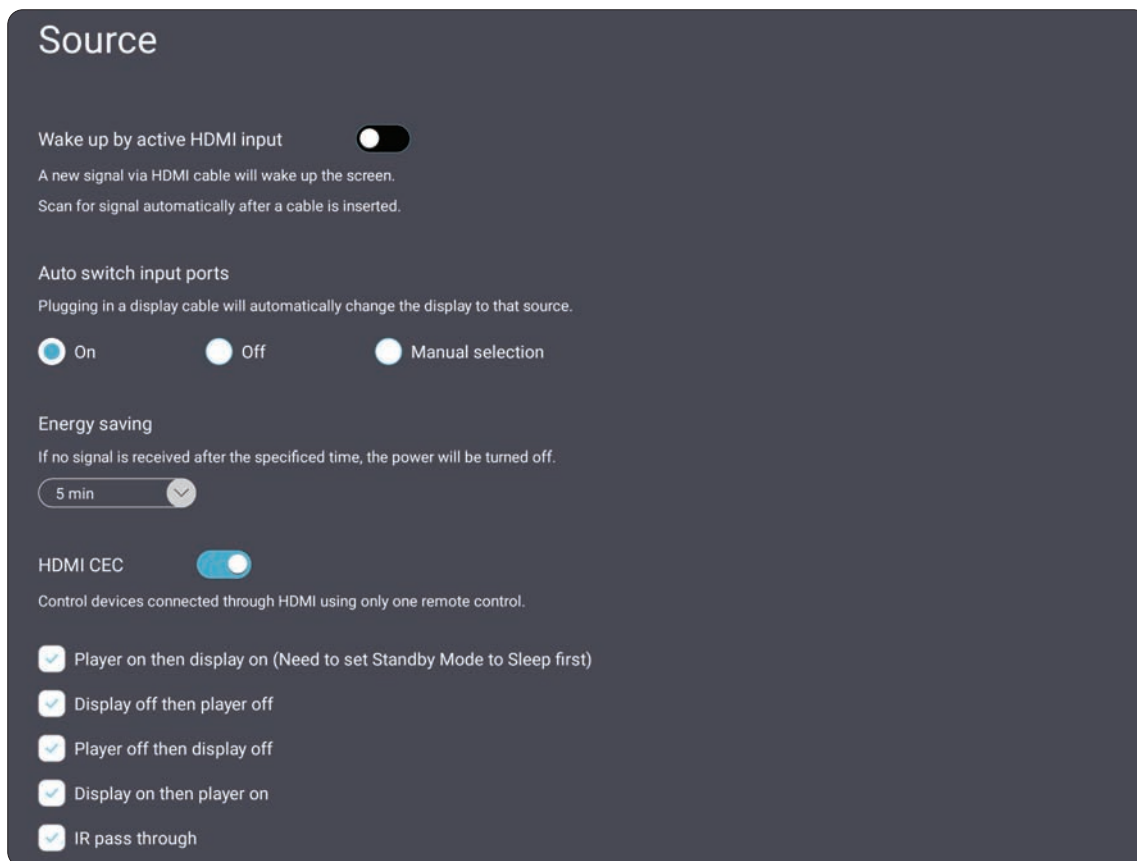 Source
Wake up by active HDMI input
A new signal via HDMI cable will wake up the screen.
Scan for signal automatically after a cable is inserted.
Auto switch input ports
Plugging in a display cable will automatically change the display to that source.
On Off Manual selection
Energy saving
If no signal is received after the specificed time, the power will be turned off.
5 min
HDMI CEC
Control devices connected through HDMI using only one remote control.
Player on then display on (Need to set Standby Mode to Sleep first)
Display off then player off
Player off then display off
Display on then player on
IR pass through